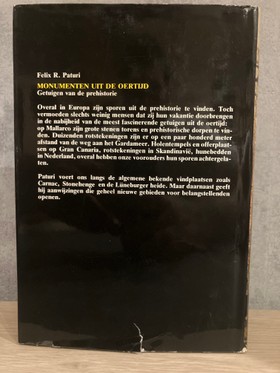 Felix R. Paturi
MONUMENTEN UIT DE OERTIJD
Getuigen van de prehistorie
Overal in Europa zijn sporen uit de prehistorie te vinden. Toch
vermoeden slechts weinig mensen dat zij hun vakantie doorbrengen
in de nabijheid van de meest fascinerende getuigen uit de oertijd:
op Mallarco zijn grote stenen torens en prehistorische dorpen te vin-
den. Duizenden rotstekeningen zijn er op een paar honderd meter
afstand van de weg aan het Gardameer. Holentempels en offerplaat-
sen op Gran Canaria, rotstekeningen in Skandinavië, hunebedden
in Nederland, overal hebben onze voorouders hun sporen achtergela-
ten.
Paturi voert ons langs de algemene bekende vindplaatsen zoals
Carnac, Stonehenge en de Lüneburger heide. Maar daarnaast geeft
hij aanwijzingen die geheel nieuwe gebieden voor belangstellenden
openen.